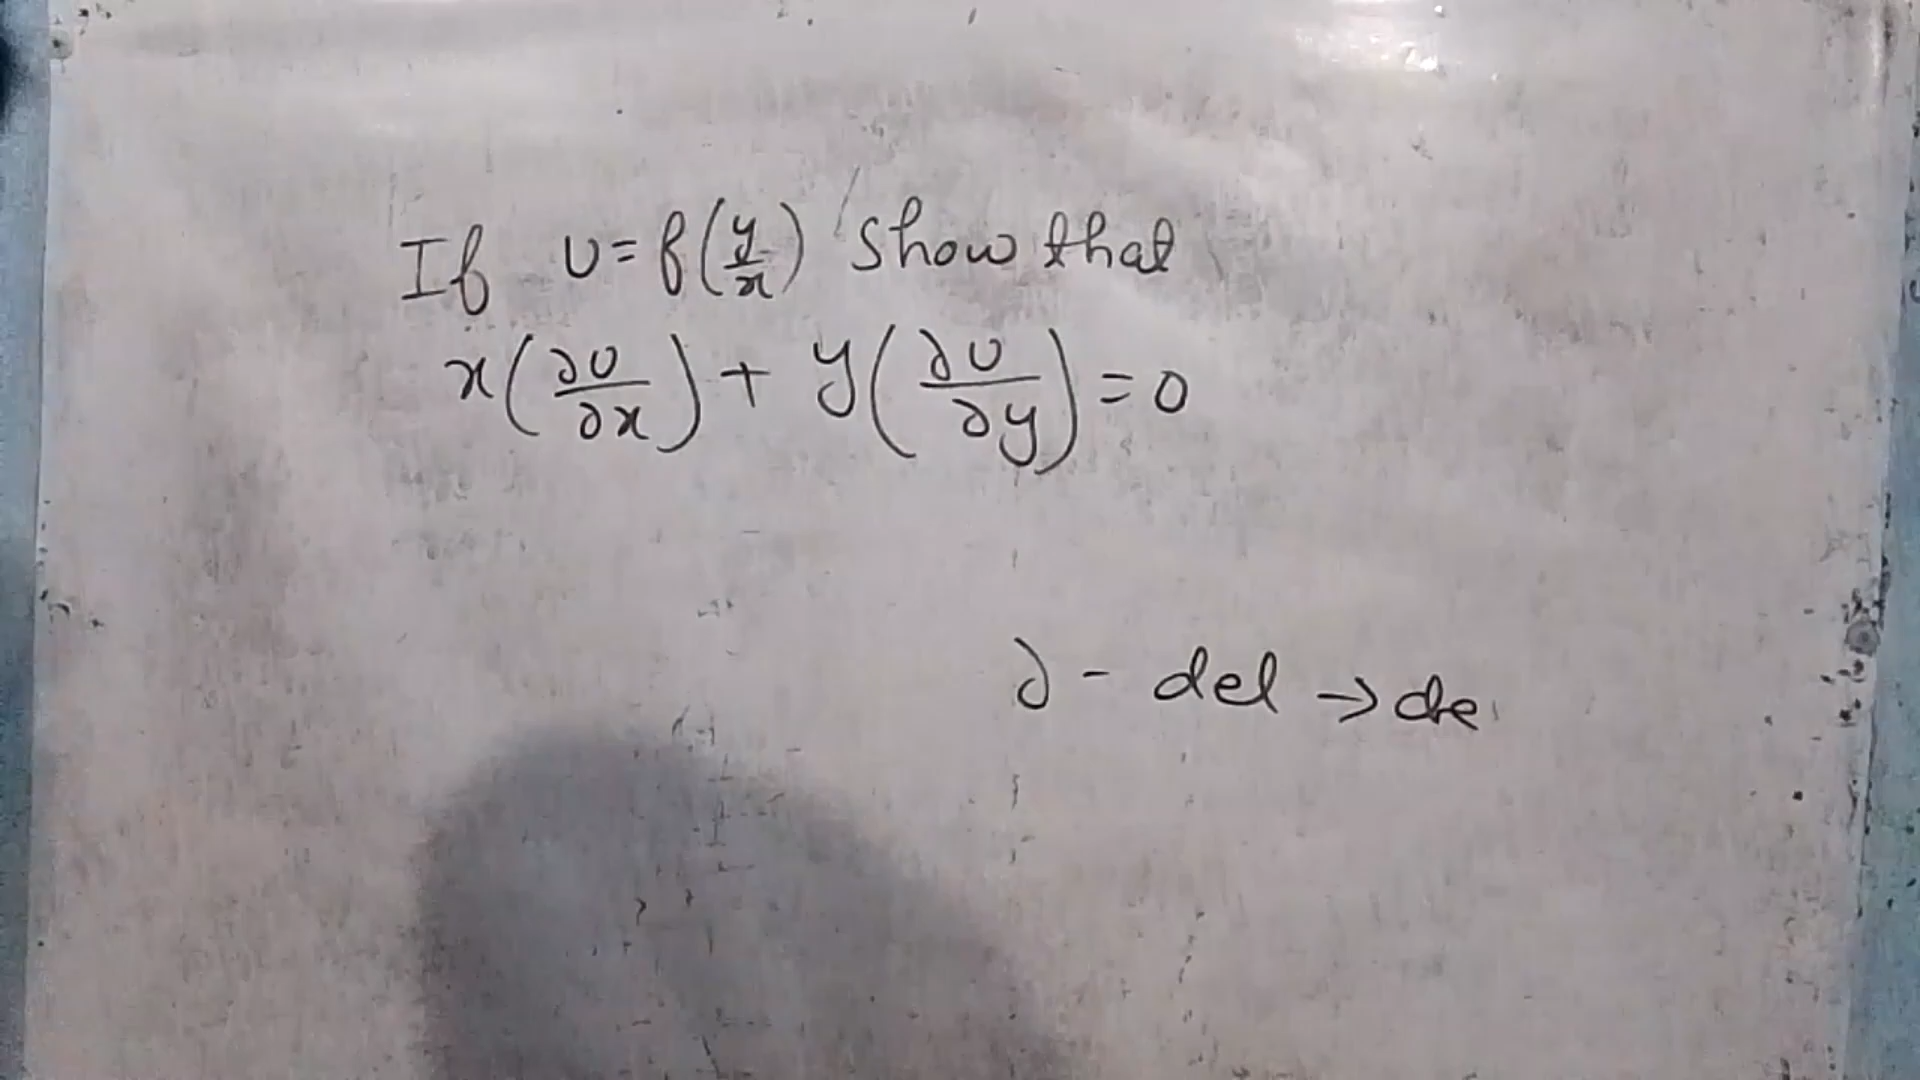 If u = f(y/x) show that
x(∂u/∂x) + y(∂u/∂y) = 0
∂ - del → de